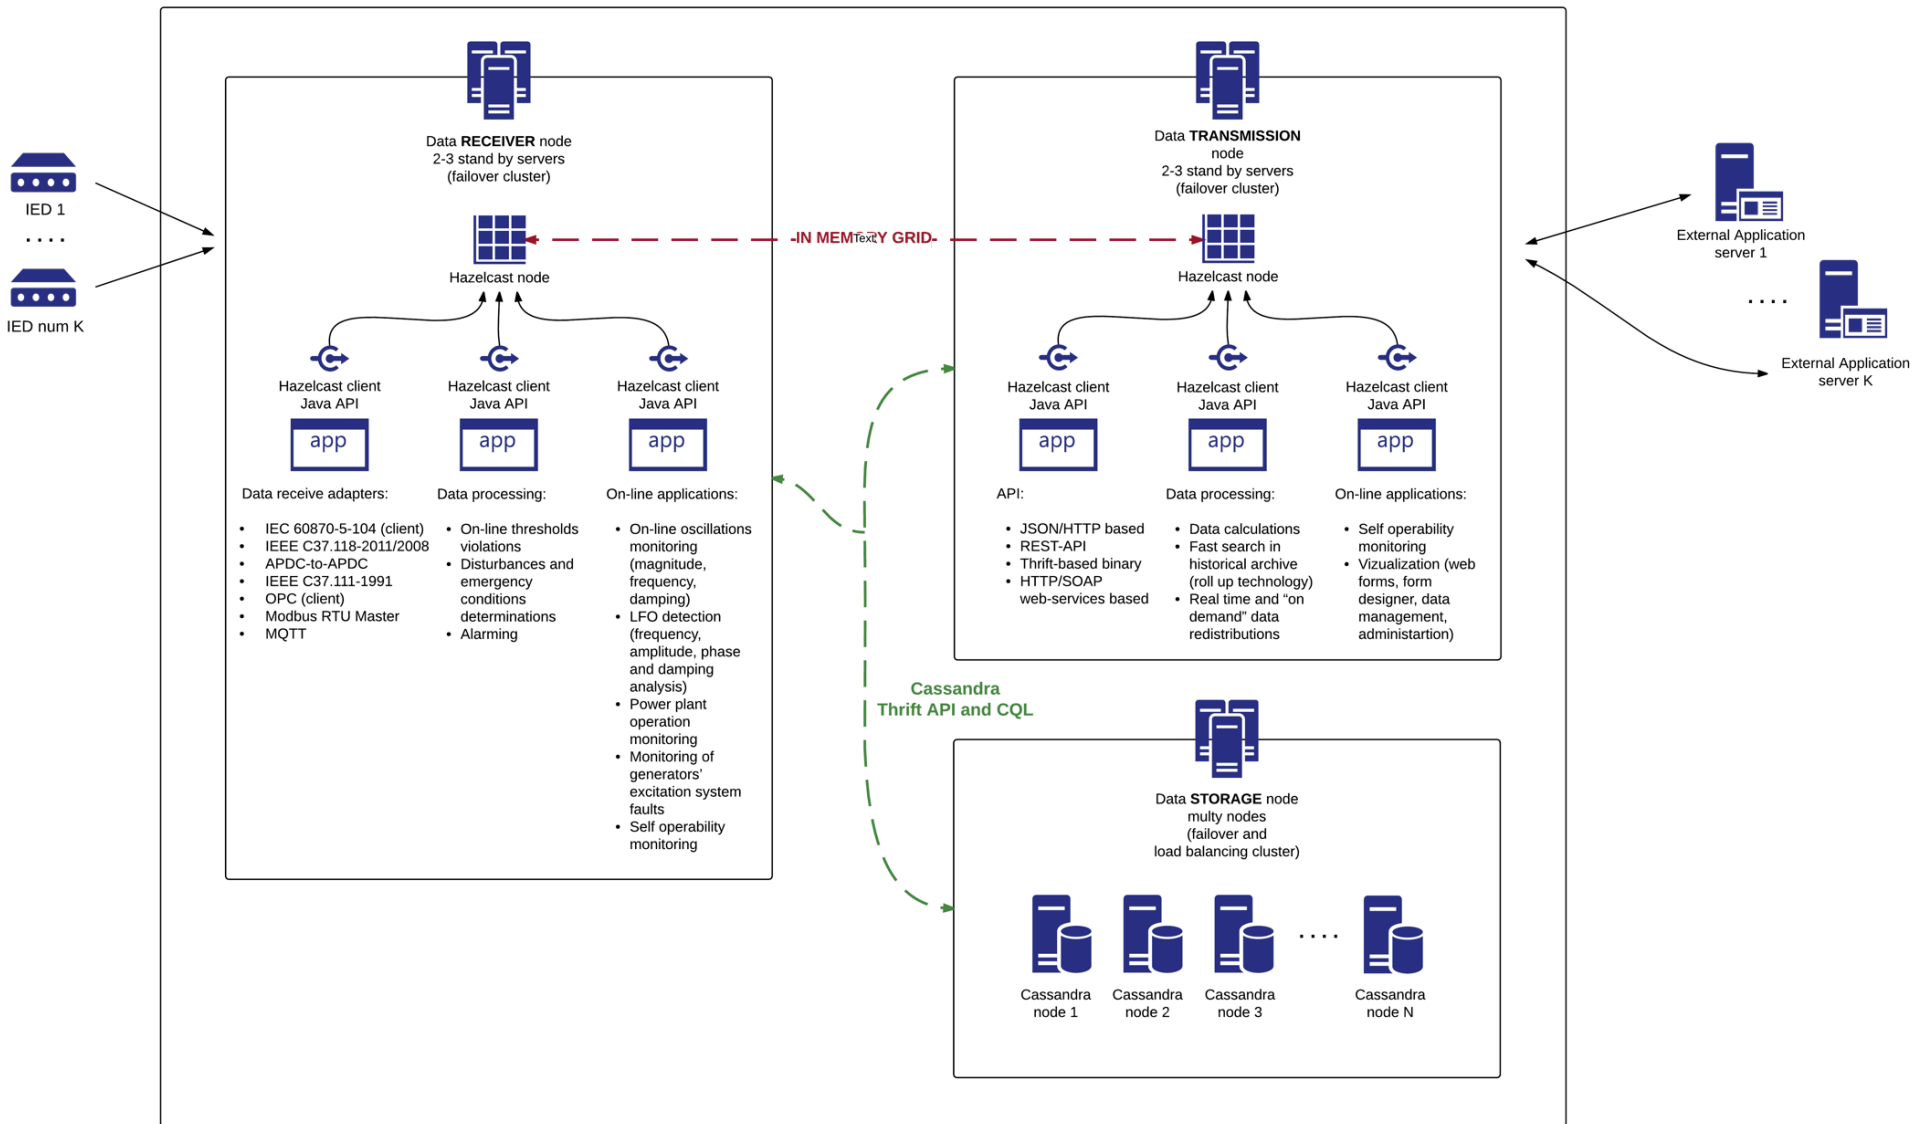 IED 1
. . . .
IED num K
Data RECEIVER node
2-3 stand by servers
(failover cluster)
Hazelcast node
Hazelcast client
Java API
app
Data receive adapters:
• IEC 60870-5-104 (client)
• IEEE C37.118-2011/2008
• APDC-to-APDC
• IEEE C37.111-1991
• OPC (client)
• Modbus RTU Master
• MQTT
Hazelcast client
Java API
app
Data processing:
• On-line thresholds
violations
• Disturbances and
emergency
conditions
determinations
• Alarming
Hazelcast client
Java API
app
On-line applications:
• On-line oscillations
monitoring
(magnitude,
frequency,
damping)
• LFO detection
(frequency,
amplitude, phase
and damping
analysis)
• Power plant
operation
monitoring
• Monitoring of
generators'
excitation system
faults
• Self operability
monitoring
-IN MEMORY GRID-
Text
Cassandra
Thrift API and CQL
Data TRANSMISSION
node
2-3 stand by servers
(failover cluster)
Hazelcast node
Hazelcast client
Java API
app
API:
• JSON/HTTP based
• REST-API
• Thrift-based binary
• HTTP/SOAP
web-services based
Hazelcast client
Java API
app
Data processing:
• Data calculations
• Fast search in
historical archive
(roll up technology)
• Real time and “on
demand” data
redistributions
Hazelcast client
Java API
app
On-line applications:
• Self operability
monitoring
• Vizualization (web
forms, form
designer, data
management,
administartion)
Data STORAGE node
multy nodes
(failover and
load balancing cluster)
Cassandra
node 1
Cassandra
node 2
Cassandra
node 3
. . . .
Cassandra
node N
External Application
server 1
. . . .
External Application
server K